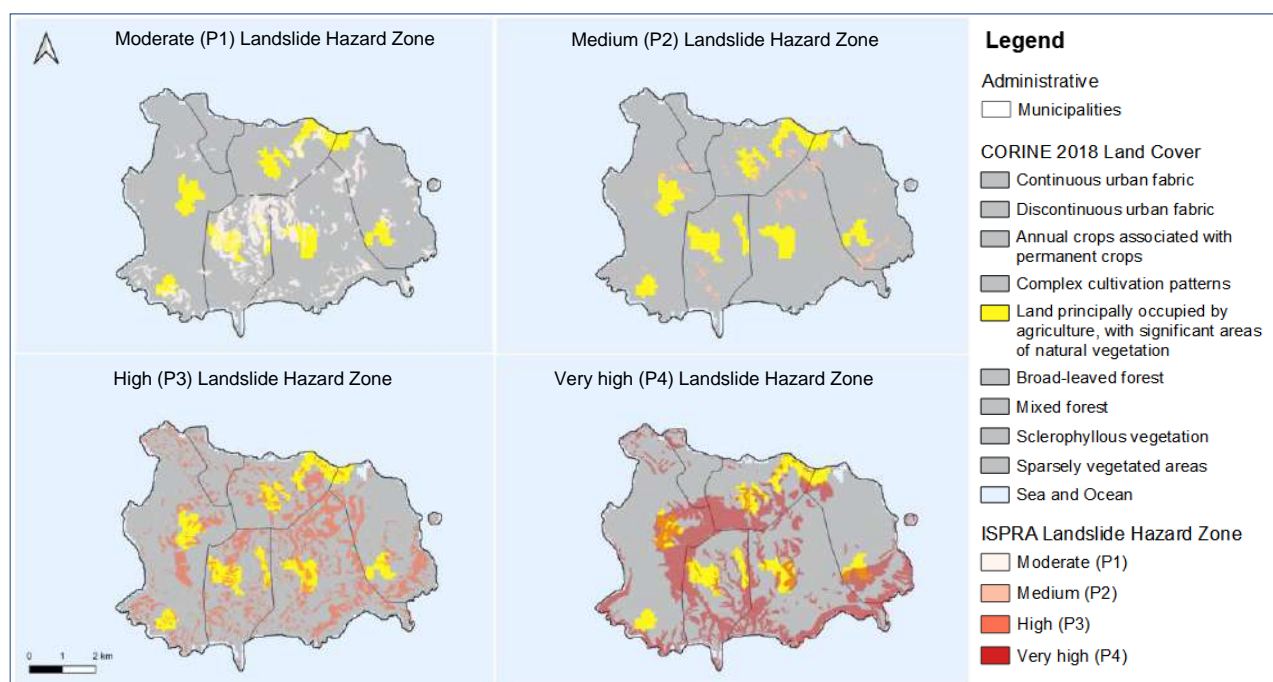 Moderate (P1) Landslide Hazard Zone
Medium (P2) Landslide Hazard Zone
High (P3) Landslide Hazard Zone
Very high (P4) Landslide Hazard Zone
0 1 2 km
Legend
Administrative
Municipalities
CORINE 2018 Land Cover
Continuous urban fabric
Discontinuous urban fabric
Annual crops associated with
permanent crops
Complex cultivation patterns
Land principally occupied by
agriculture, with significant areas
of natural vegetation
Broad-leaved forest
Mixed forest
Sclerophyllous vegetation
Sparsely vegetated areas
Sea and Ocean
ISPRA Landslide Hazard Zone
Moderate (P1)
Medium (P2)
High (P3)
Very high (P4)